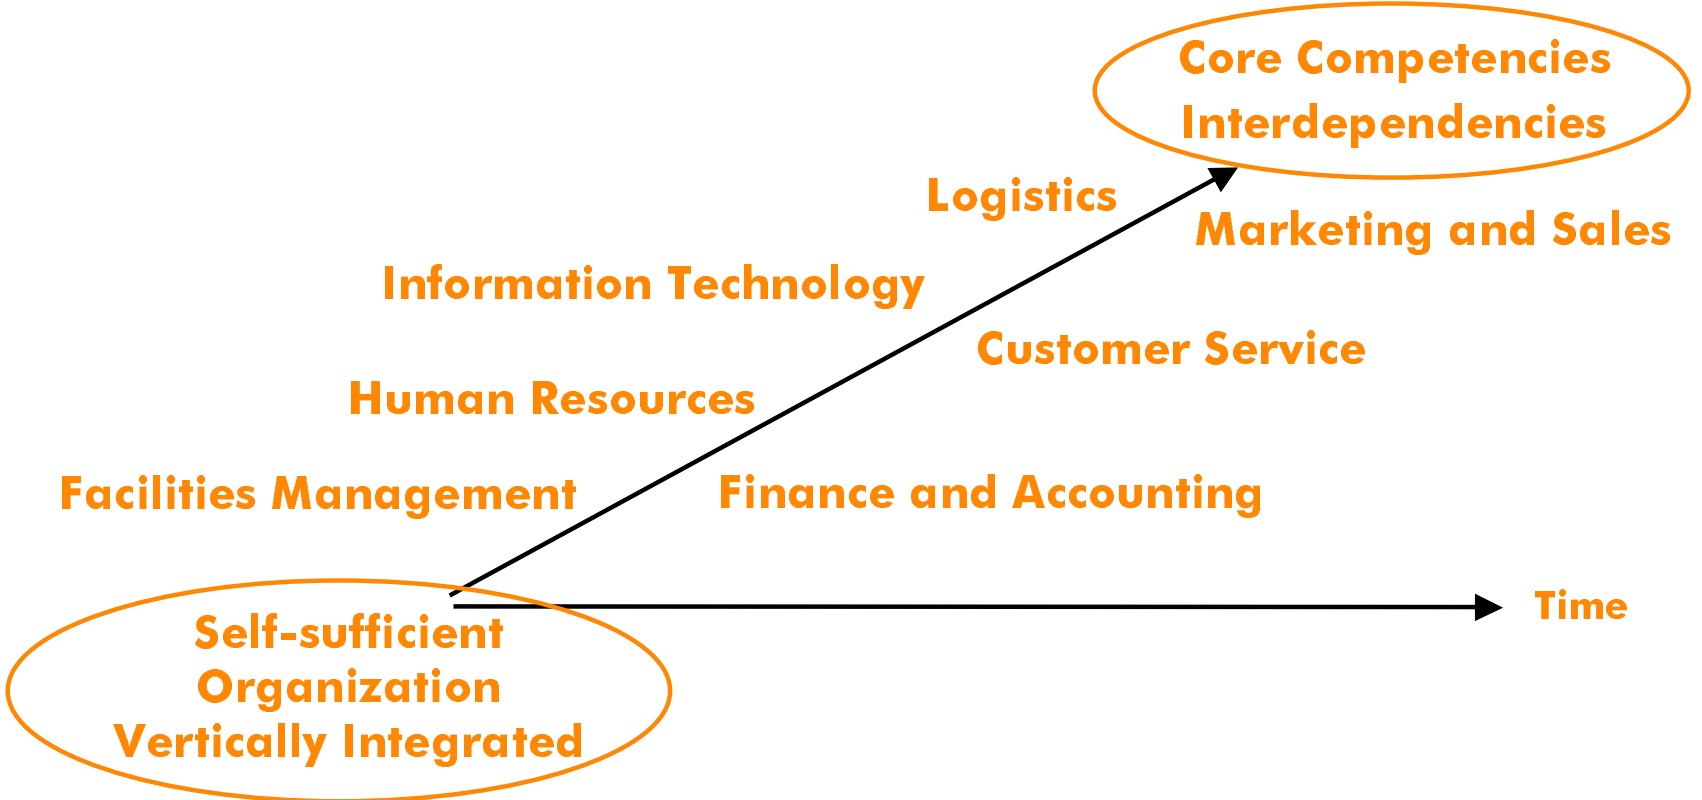 Core Competencies
Interdependencies
Logistics
Marketing and Sales
Information Technology
Customer Service
Human Resources
Facilities Management
Finance and Accounting
Time
Self-sufficient
Organization
Vertically Integrated